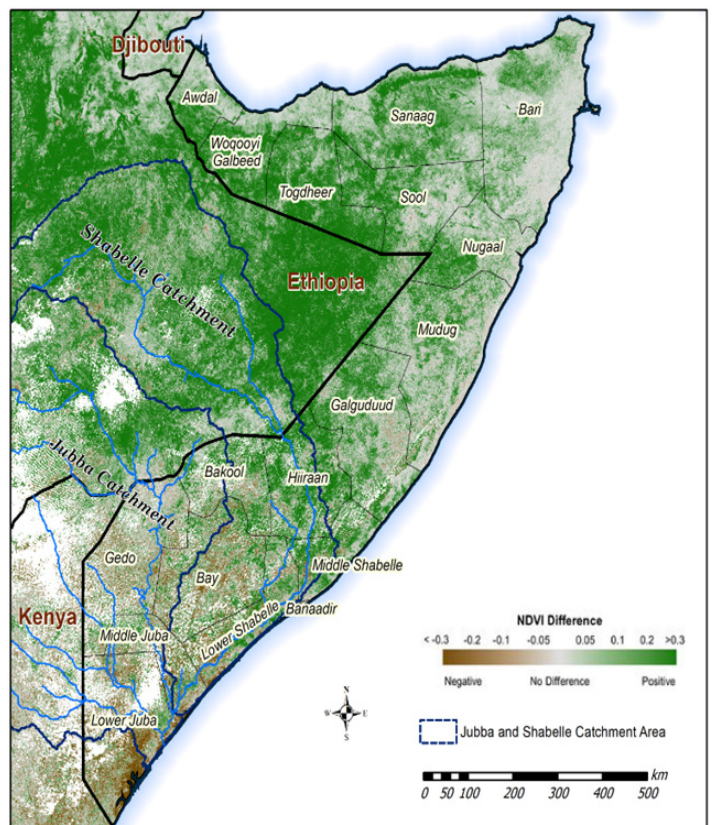 Djibouti
Awdal
Sanaag
Bari
Woqooyi
Galbeed
Togdheer
Sool
Nugaal
Shabelle Catchment
Ethiopia
Mudug
Galguduud
Jubba Catchment
Bakool
Hiiraan
Gedo
Bay
Middle Shabelle
Kenya
Middle Juba
Lower Shabelle
Banaadir
Lower Juba
NDVI Difference
< -0.3 -0.2 -0.1 -0.05 0.05 0.1 0.2 >0.3
Negative No Difference Positive
N
W E
S
Jubba and Shabelle Catchment Area
km
0 50 100 200 300 400 500